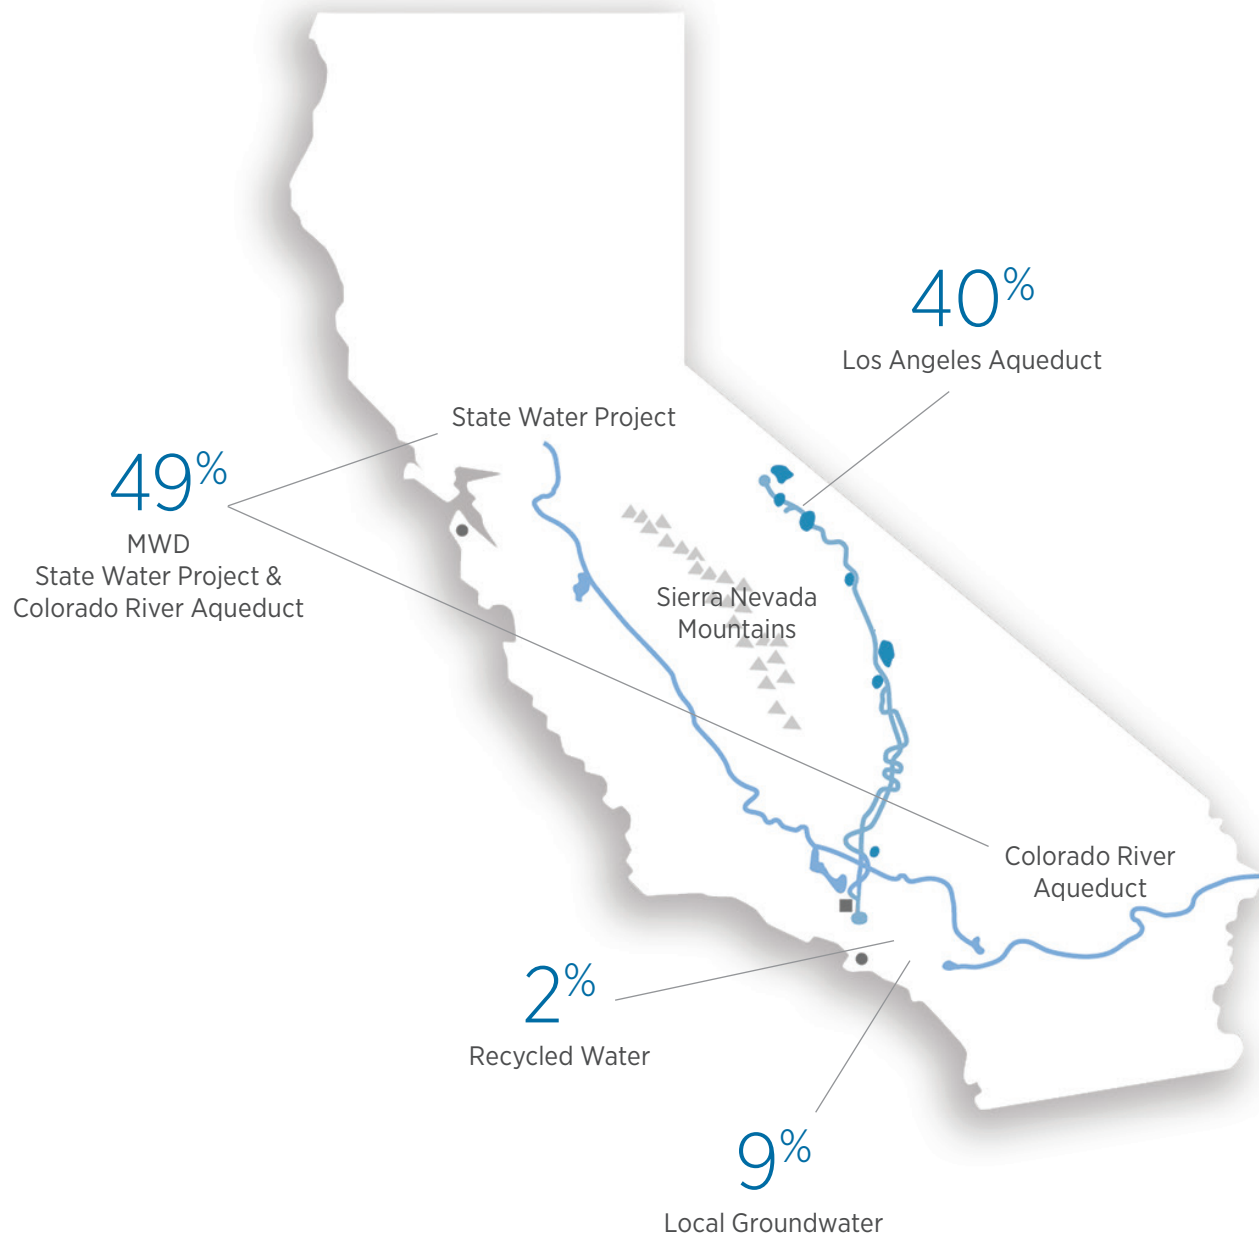 40%
Los Angeles Aqueduct
State Water Project
49%
MWD
State Water Project &
Colorado River Aqueduct
Sierra Nevada
Mountains
Colorado River
Aqueduct
2%
Recycled Water
9%
Local Groundwater